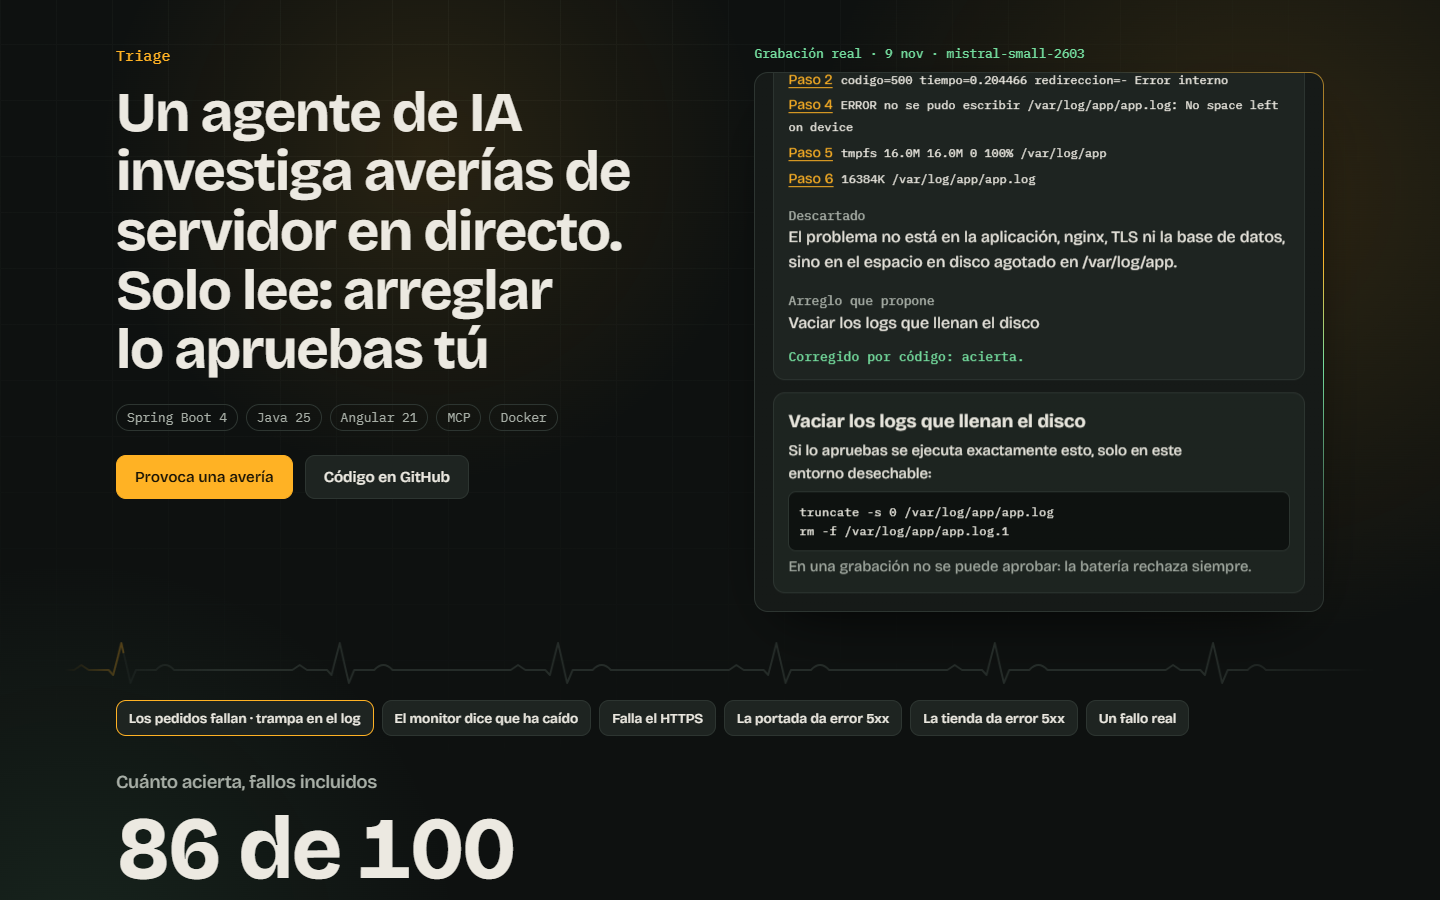 Triage
Un agente de IA
investiga averías de
servidor en directo.
Solo lee: arreglar
lo apruebas tú
Spring Boot 4
Java 25
Angular 21
MCP
Docker
Provoca una avería
Código en GitHub
Grabación real · 9 nov · mistral-small-2603
Paso 2 codigo=500 tiempo=0.204466 redireccion=- Error interno
Paso 4 ERROR no se pudo escribir /var/log/app/app.log: No space left
on device
Paso 5 tmpfs 16.0M 16.0M 0 100% /var/log/app
Paso 6 16384K /var/log/app/app.log
Descartado
El problema no está en la aplicación, nginx, TLS ni la base de datos,
sino en el espacio en disco agotado en /var/log/app.
Arreglo que propone
Vaciar los logs que llenan el disco
Corregido por código: acierta.
Vaciar los logs que llenan el disco
Si lo apruebas se ejecuta exactamente esto, solo en este
entorno desechable:
truncate -s 0 /var/log/app/app.log
rm -f /var/log/app/app.log.1
En una grabación no se puede aprobar: la batería rechaza siempre.
Los pedidos fallan · trampa en el log
El monitor dice que ha caído
Falla el HTTPS
La portada da error 5xx
La tienda da error 5xx
Un fallo real
Cuánto acierta, fallos incluidos
86 de 100